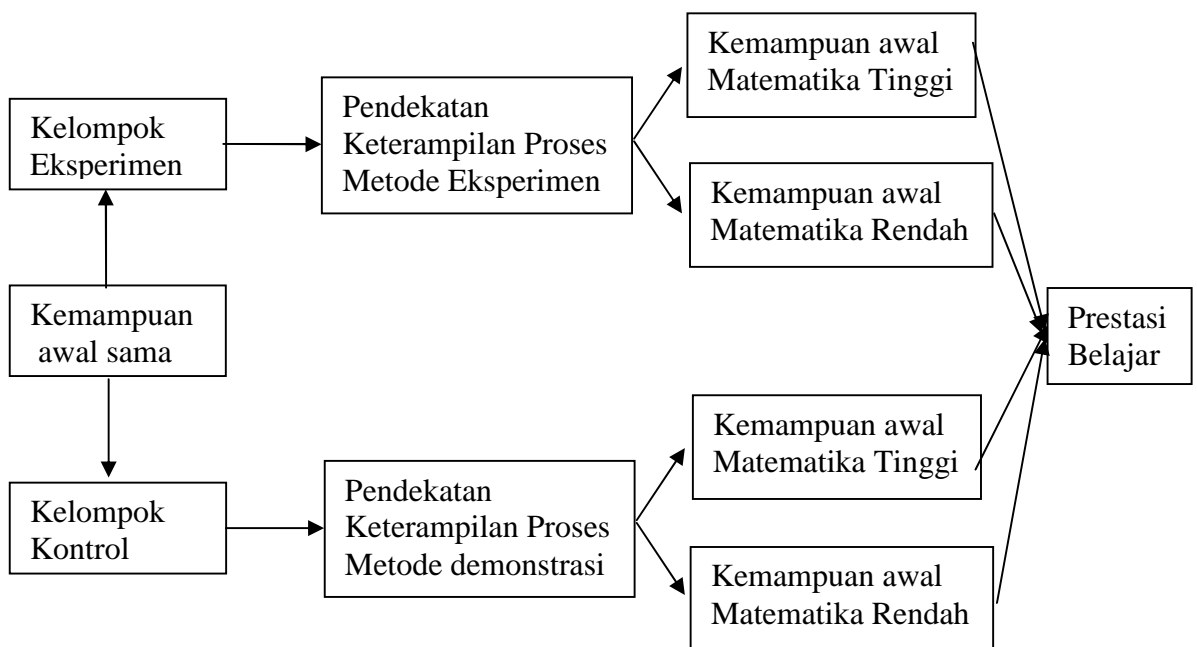 Kemampuan awal
Matematika Tinggi
Pendekatan
Keterampilan Proses
Metode Eksperimen
Kelompok
Eksperimen
Kemampuan awal
Matematika Rendah
Kemampuan
awal sama
Prestasi
Belajar
Kemampuan awal
Matematika Tinggi
Pendekatan
Keterampilan Proses
Metode demonstrasi
Kelompok
Kontrol
Kemampuan awal
Matematika Rendah